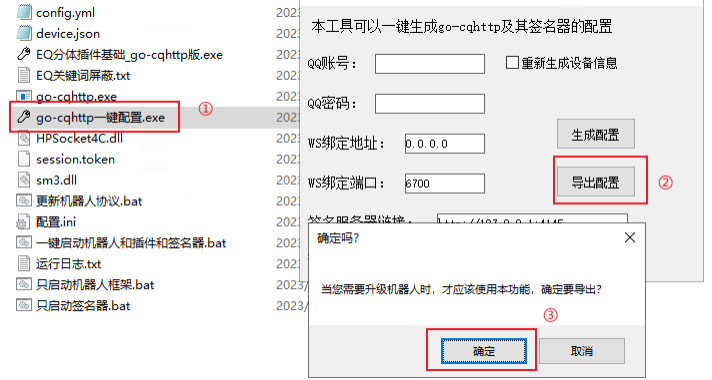 config.yml 2023
device.json 2023
EQ分体插件基础_go-cqhttp版.exe 2023
EQ关键词屏蔽.txt 2023
go-cqhttp.exe 2023
go-cqhttp一键配置.exe 2023
①
HPSocket4C.dll 2023
session.token 2023
sm3.dll 2023
更新机器人协议.bat 2023
配置.ini 2023
一键启动机器人和插件和签名器.bat 2023
运行日志.txt 2023
只启动机器人框架.bat 2023/
只启动签名器.bat 2023/
本工具可以一键生成go-cqhttp及其签名器的配置
QQ账号：
重新生成设备信息
QQ密码：
WS绑定地址： 0.0.0.0
生成配置
WS绑定端口： 6700
导出配置
②
签名服务器链接： http://127.0.0.1:4145
确定吗?
当您需要升级机器人时，才应该使用本功能，确定要导出?
③
确定
取消